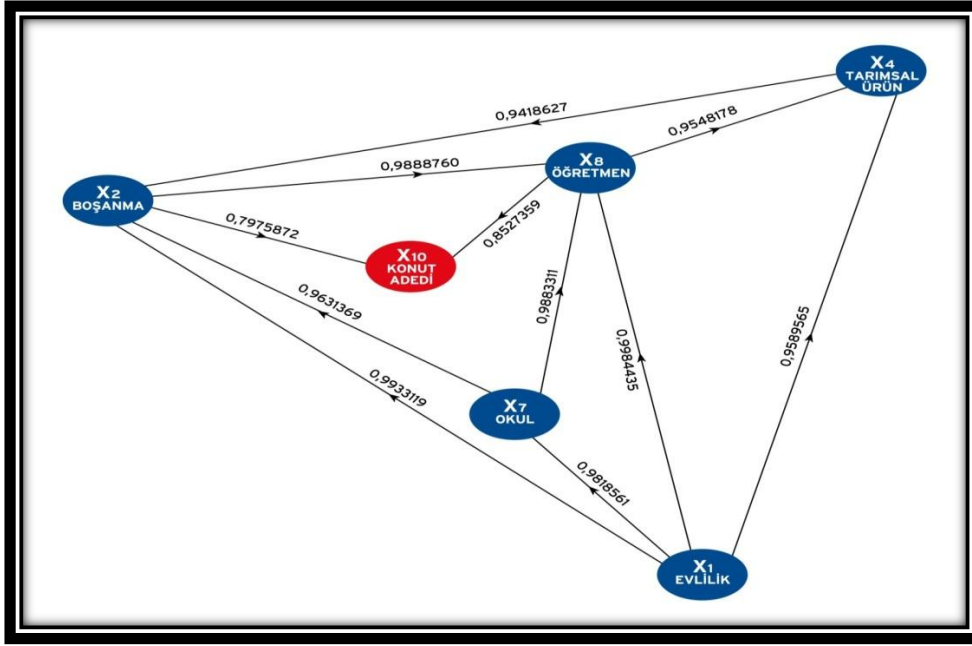 X4
TARIMSAL
ÜRÜN
0,9418627
0,9548178
0,9888760
X8
ÖĞRETMEN
X2
BOŞANMA
0,7975872
0,8527359
X10
KONUT
ADEDİ
0,9631369
0,9883311
0,9984435
0,9589565
0,9933119
X7
OKUL
0,9818561
X1
EVLİLİK